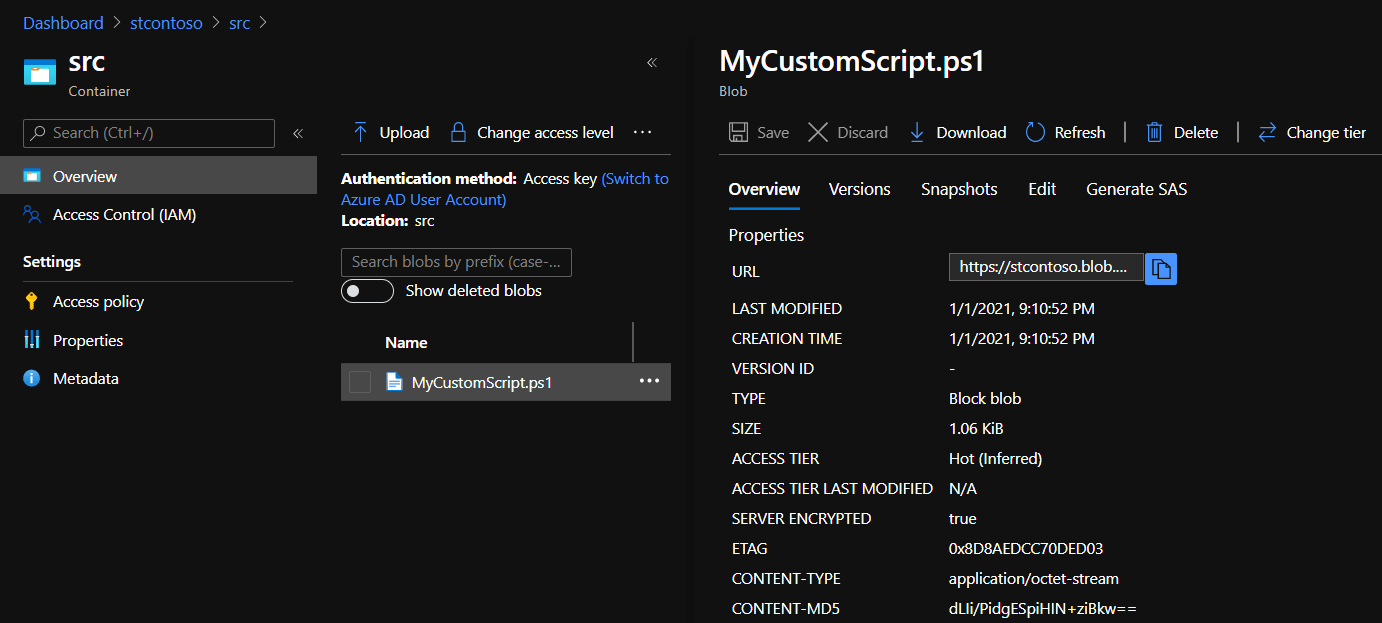 Dashboard > stcontoso > src >
src
Container
Search (Ctrl+/)
Overview
Access Control (IAM)
Settings
Access policy
Properties
Metadata
Upload
Change access level
Authentication method: Access key (Switch to
Azure AD User Account)
Location: src
Search blobs by prefix (case-...
Show deleted blobs
Name
MyCustomScript.ps1
MyCustomScript.ps1
Blob
Save
Discard
Download
Refresh
Delete
Change tier
Overview Versions Snapshots Edit Generate SAS
Properties
URL https://stcontoso.blob....
LAST MODIFIED 1/1/2021, 9:10:52 PM
CREATION TIME 1/1/2021, 9:10:52 PM
VERSION ID -
TYPE Block blob
SIZE 1.06 KiB
ACCESS TIER Hot (Inferred)
ACCESS TIER LAST MODIFIED N/A
SERVER ENCRYPTED true
ETAG 0x8D8AEDCC70DED03
CONTENT-TYPE application/octet-stream
CONTENT-MD5 dLIi/PidgESpiHIN+ziBkw==